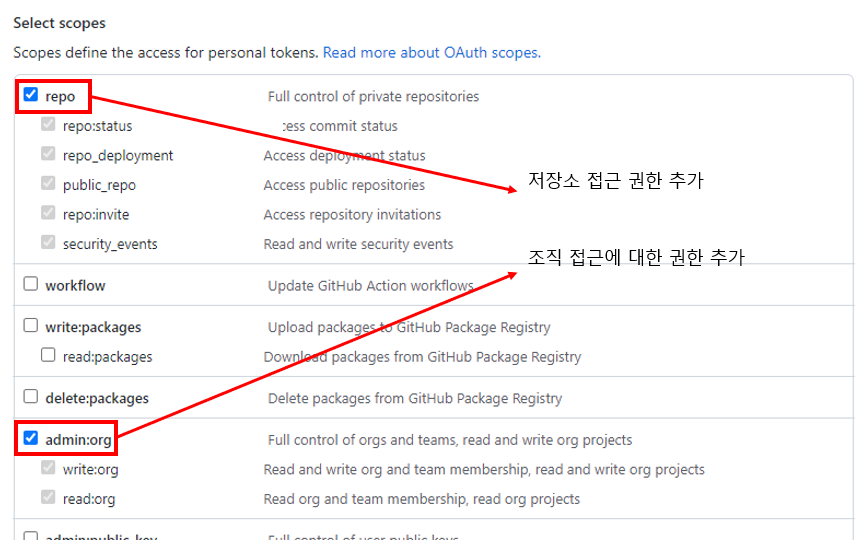 Select scopes
Scopes define the access for personal tokens. Read more about OAuth scopes.
repo Full control of private repositories
repo:status cess commit status
repo_deployment Access deployment status
public_repo Access public repositories
저장소 접근 권한 추가
repo:invite Access repository invitations
security_events Read and write security events
조직 접근에 대한 권한 추가
workflow Update GitHub Action workflows
write:packages Upload packages to GitHub Package Registry
read:packages Download packages from GitHub Package Registry
delete:packages Delete packages from GitHub Package Registry
admin:org Full control of orgs and teams, read and write org projects
write:org Read and write org and team membership, read and write org projects
read:org Read org and team membership, read org projects
admin:public_key Full control of user public keys